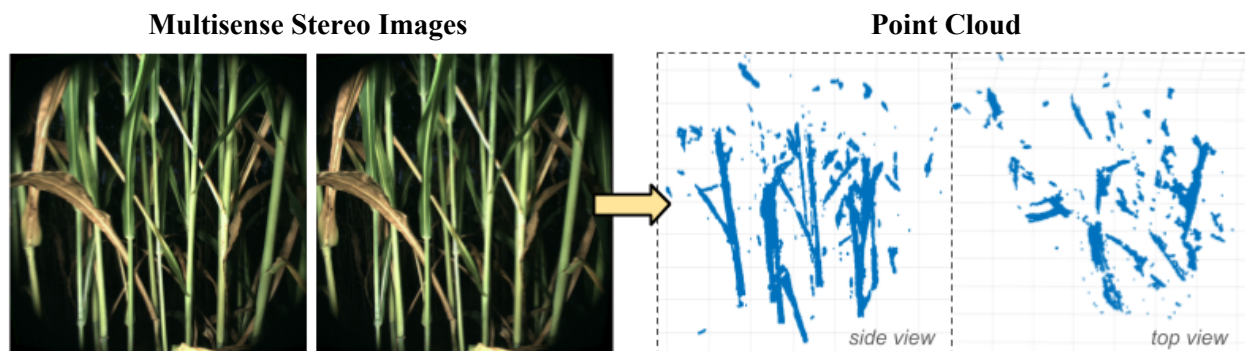 Multisense Stereo Images
Point Cloud
side view
top view